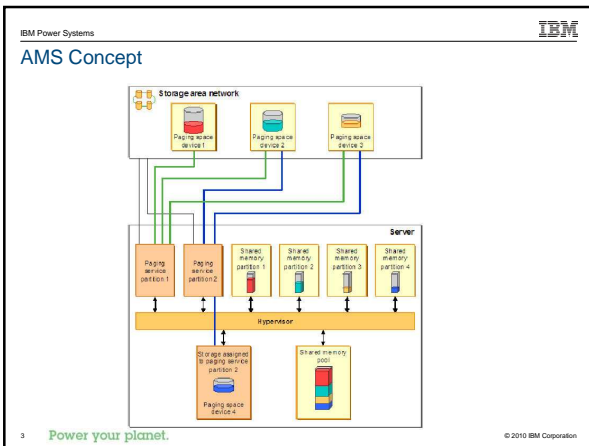 IBM Power Systems
IBM
AMS Concept
Storage area network
Paging space
device 1
Paging space
device 2
Paging space
device 3
Server
Paging
service
partition 1
Paging
service
partition 2
Shared
memory
partition 1
Shared
memory
partition 2
Shared
memory
partition 3
Shared
memory
partition 4
Hypervisor
Storage assigned
to paging service
partition 2
Paging space
device 4
Shared memory
pool
3
Power your planet.
© 2010 IBM Corporation